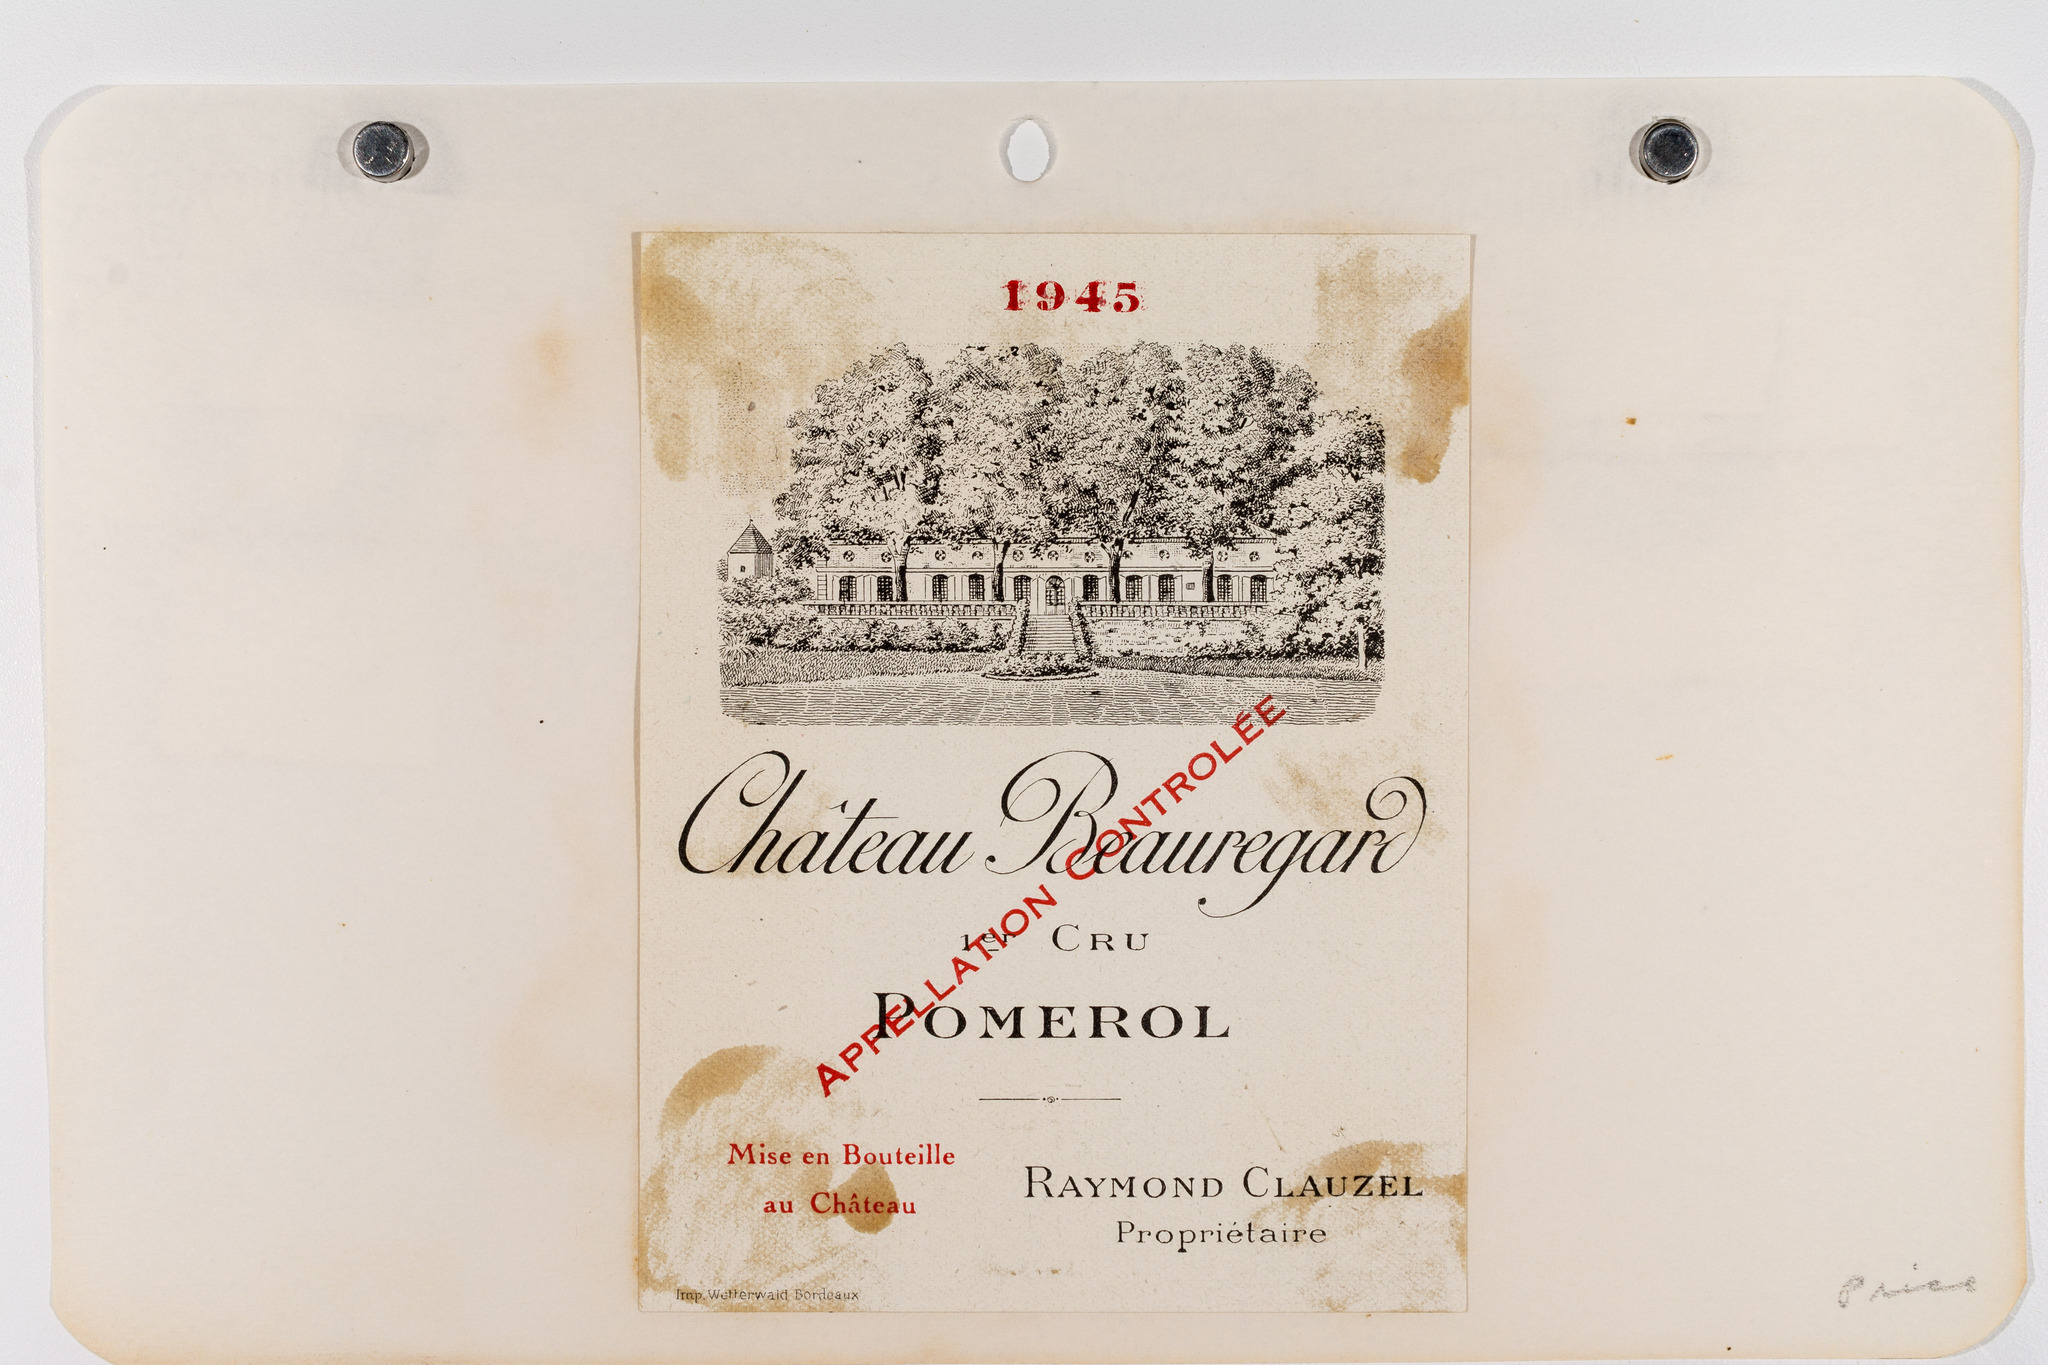 1945
Château Beauregard
APPELLATION CONTROLÉE
1er CRU
POMEROL
Mise en Bouteille
au Château
RAYMOND CLAUZEL
Propriétaire
Imp. Wetterwald Bordeaux
Price